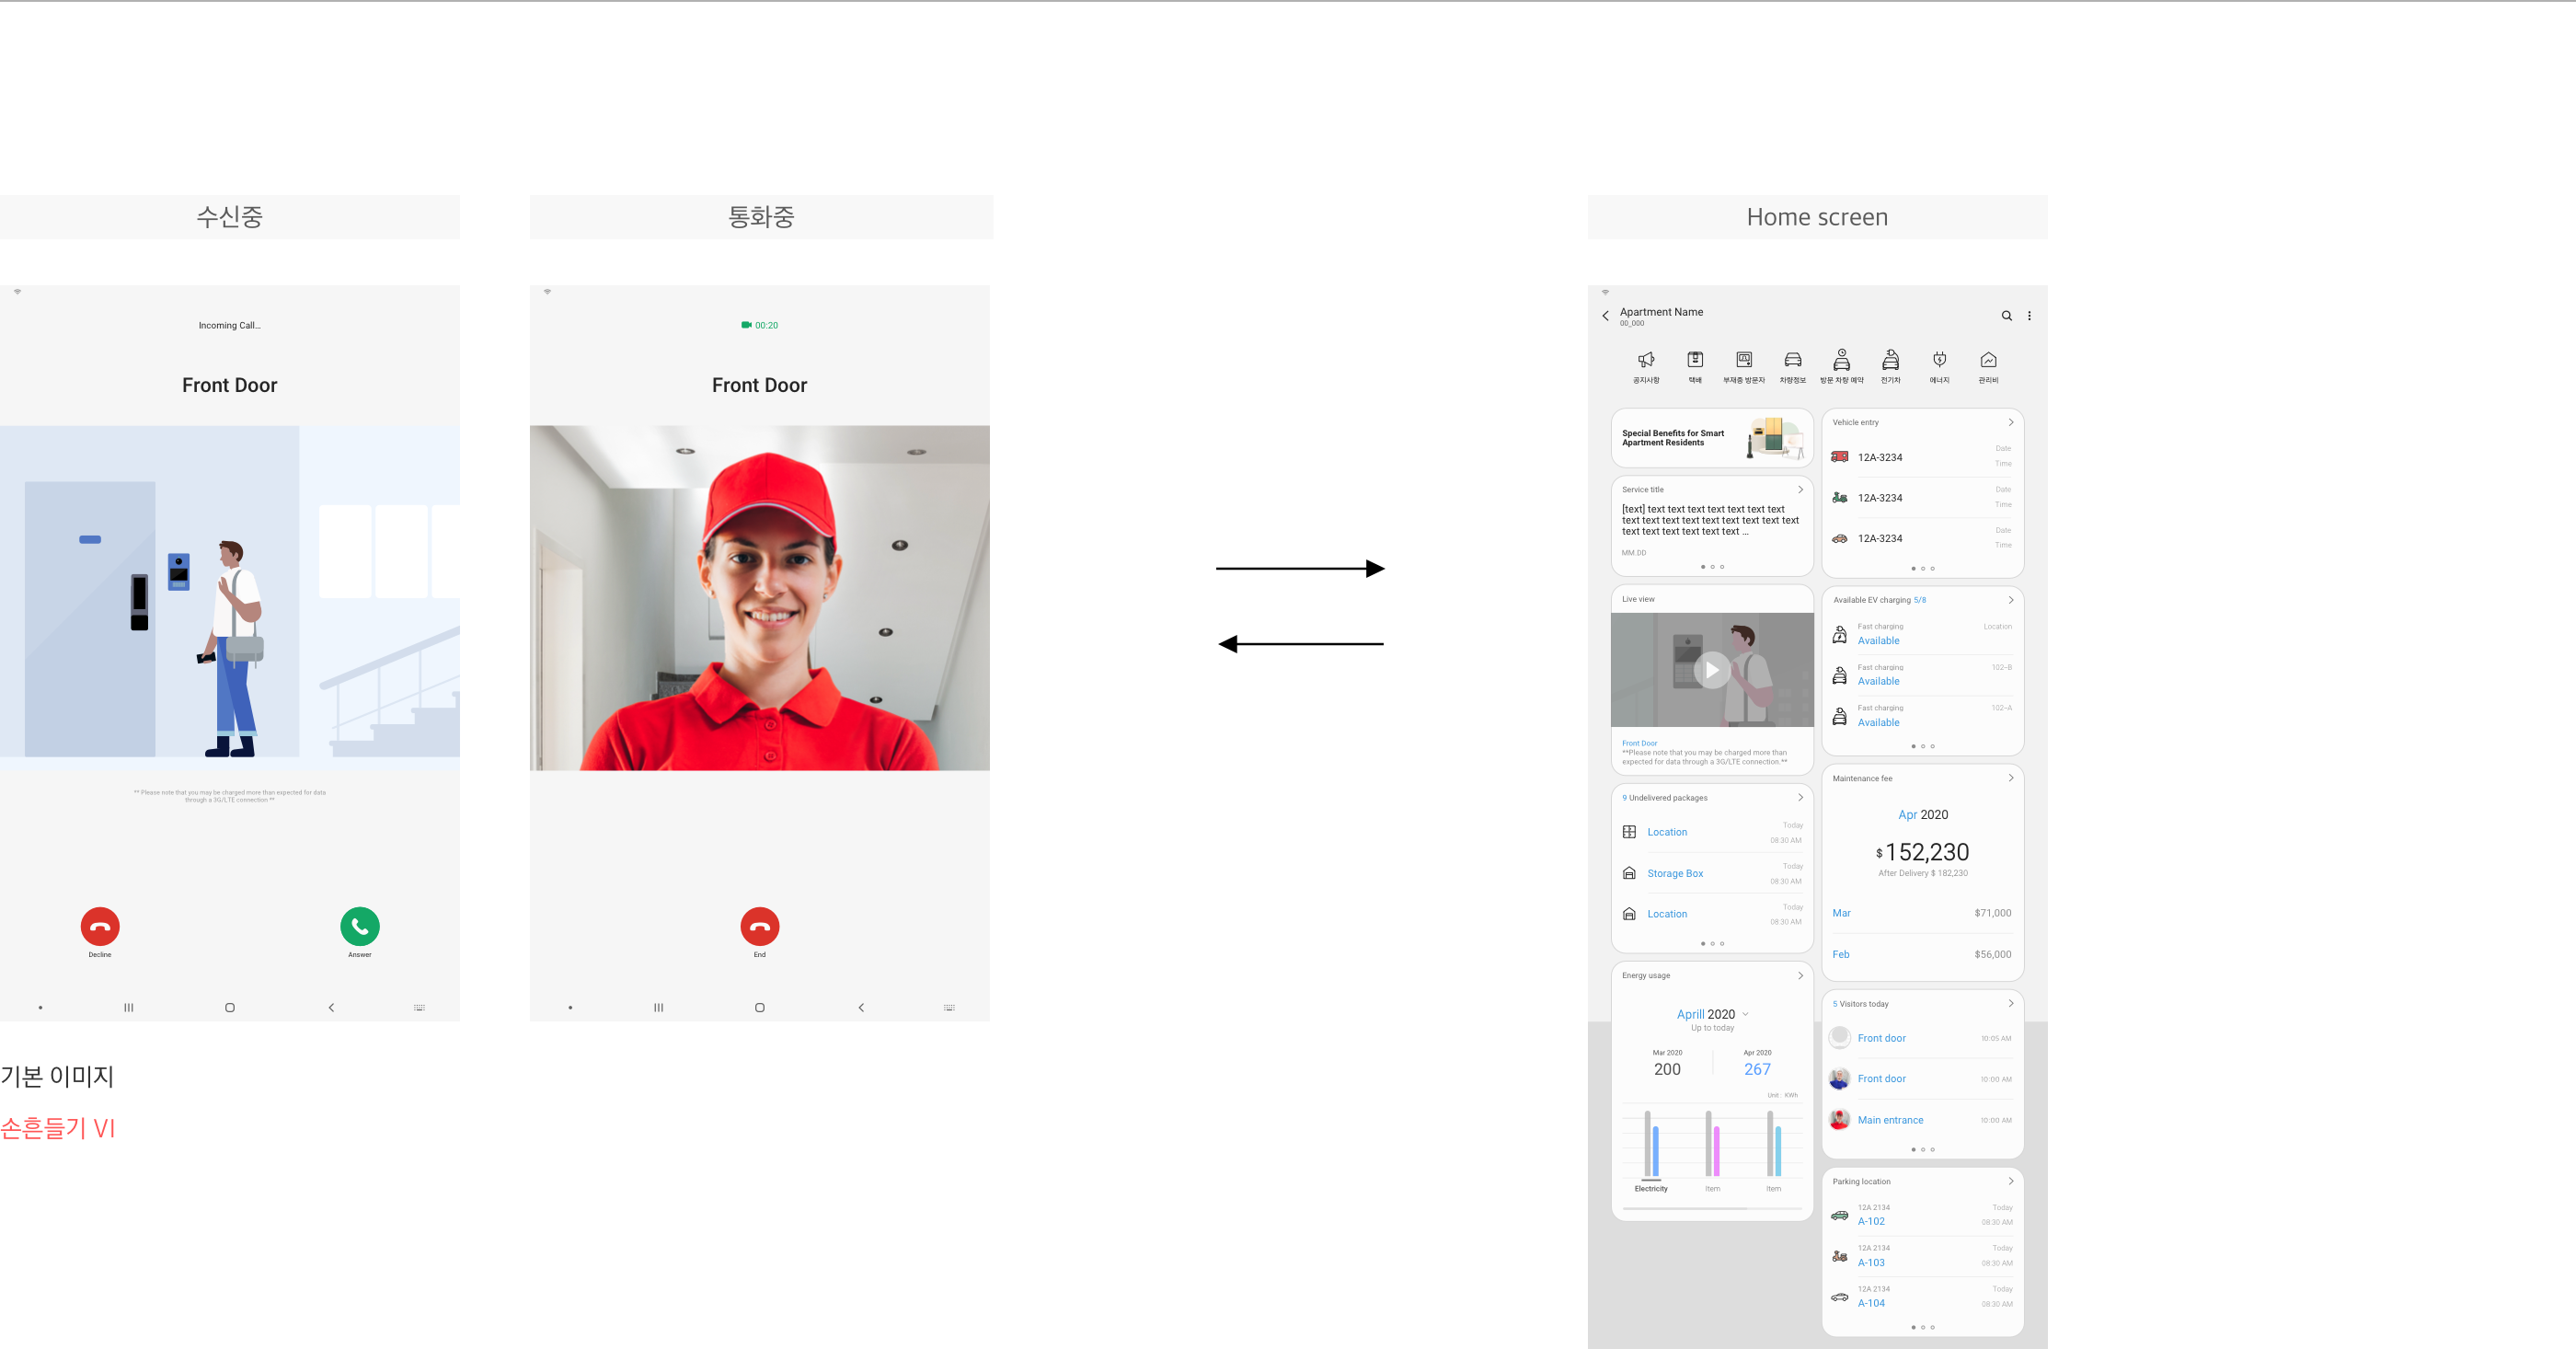 수신중
통화중
Home screen
Incoming Call...
Front Door
** Please note that you may be charged more than expected for data
through a 3G/LTE connection **
Decline
Answer
기본 이미지
손흔들기 VI
00:20
Front Door
End
Apartment Name
00_000
공지사항
택배
부재중 방문자
차량정보
방문 차량 예약
전기차
에너지
관리비
Special Benefits for Smart
Apartment Residents
Service title
[text] text text text text text text text
text text text text text text text text text
text text text text text text ...
MM.DD
Live view
Front Door
**Please note that you may be charged more than
expected for data through a 3G/LTE connection.**
9 Undelivered packages
Location
Today
08:30 AM
Storage Box
Today
08:30 AM
Location
Today
08:30 AM
Energy usage
Aprill 2020
Up to today
Mar 2020
200
Apr 2020
267
Unit : KWh
Electricity
Item
Item
Vehicle entry
12A-3234
Date
Time
12A-3234
Date
Time
12A-3234
Date
Time
Available EV charging 5/8
Fast charging
Location
Available
Fast charging
102-B
Available
Fast charging
102-A
Available
Maintenance fee
Apr 2020
$ 152,230
After Delivery $ 182,230
Mar
$71,000
Feb
$56,000
5 Visitors today
Front door
10:05 AM
Front door
10:00 AM
Main entrance
10:00 AM
Parking location
12A 2134
Today
A-102
08:30 AM
12A 2134
Today
A-103
08:30 AM
12A 2134
Today
A-104
08:30 AM